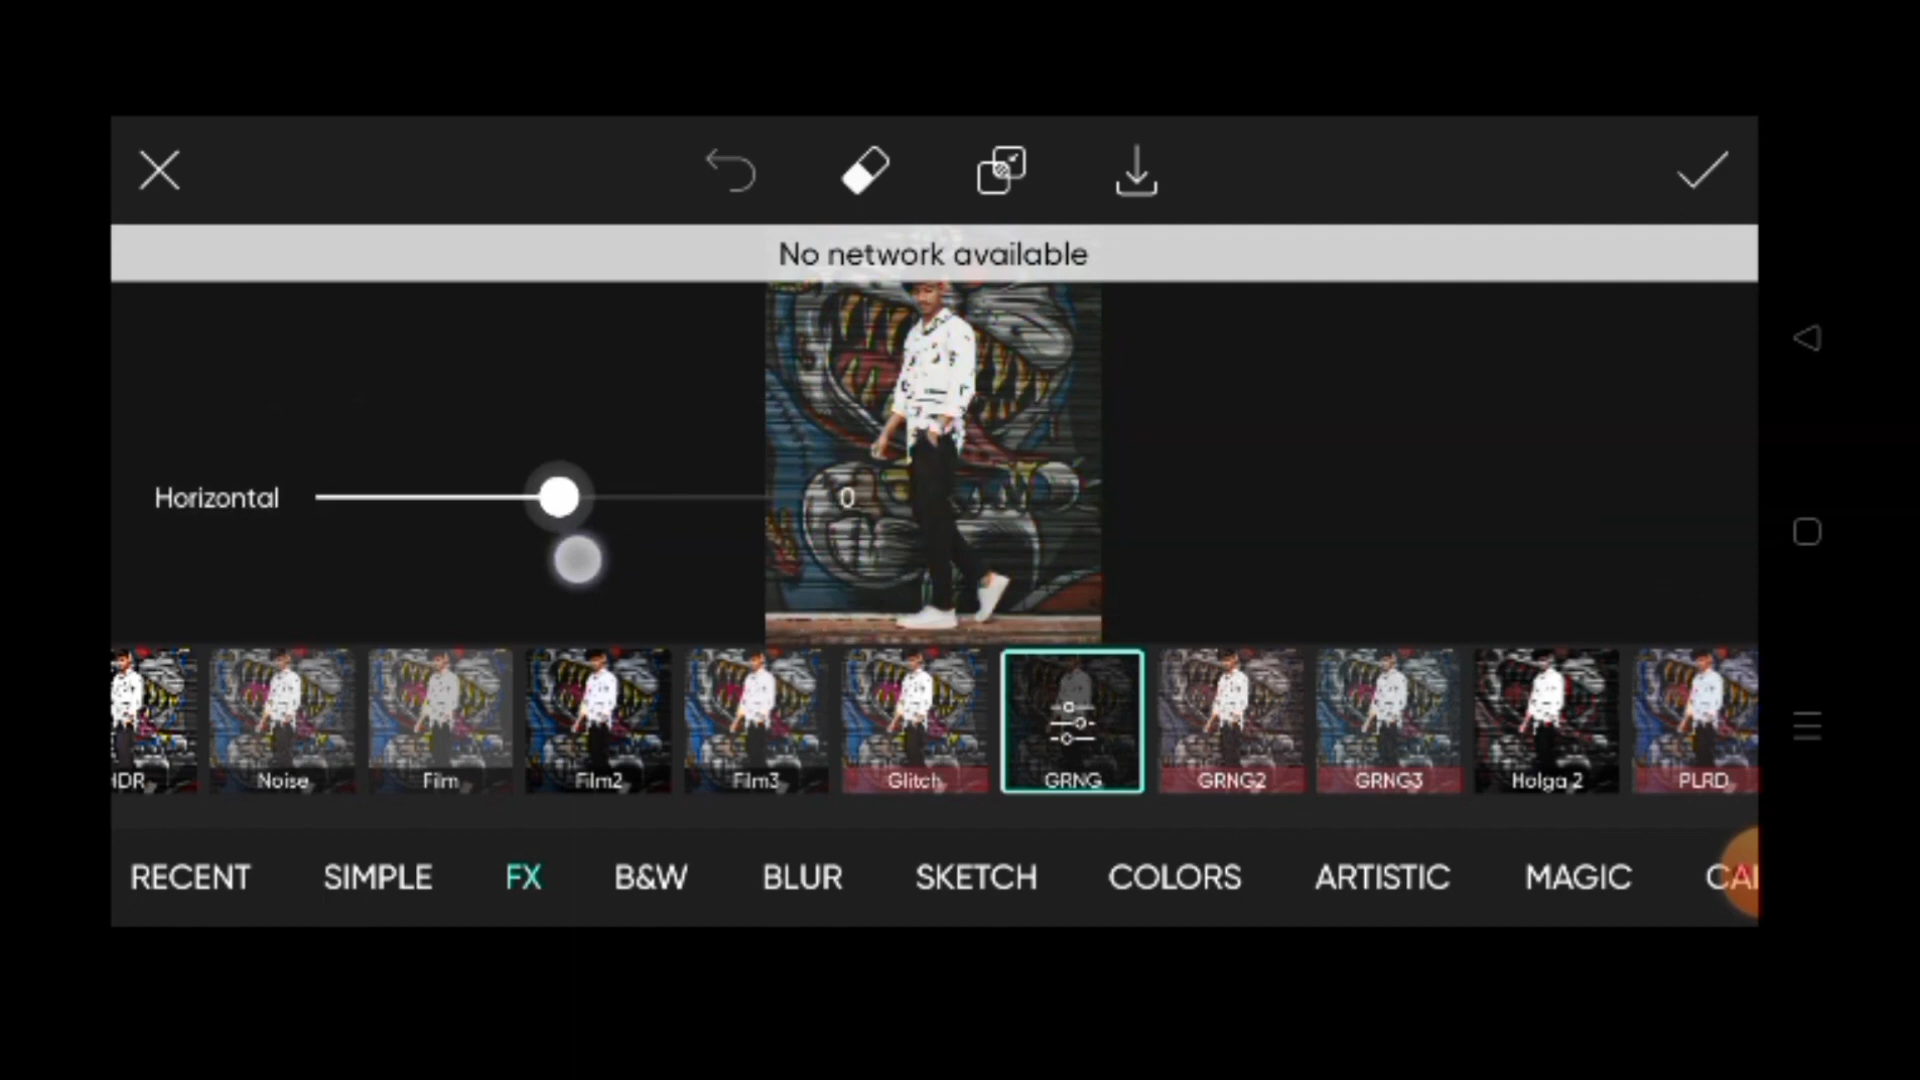 No network available
Horizontal
0
HDR Noise Film Film2 Film3 Glitch GRNG GRNG2 GRNG3 Holga 2 PLRD
RECENT SIMPLE FX B&W BLUR SKETCH COLORS ARTISTIC MAGIC